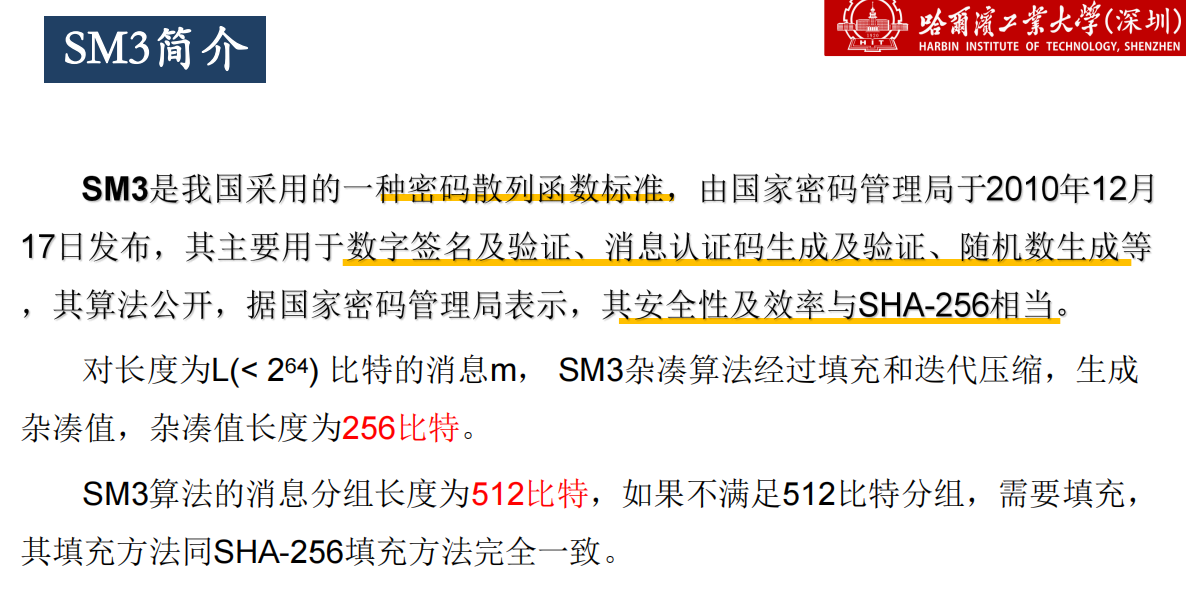 SM3简介
哈爾濱工業大學(深圳)
HARBIN INSTITUTE OF TECHNOLOGY, SHENZHEN
HIT
SM3是我国采用的一种密码散列函数标准，由国家密码管理局于2010年12月
17日发布，其主要用于数字签名及验证、消息认证码生成及验证、随机数生成等
，其算法公开，据国家密码管理局表示，其安全性及效率与SHA-256相当。
对长度为L(< 2⁶⁴) 比特的消息m， SM3杂凑算法经过填充和迭代压缩，生成
杂凑值，杂凑值长度为256比特。
SM3算法的消息分组长度为512比特，如果不满足512比特分组，需要填充，
其填充方法同SHA-256填充方法完全一致。